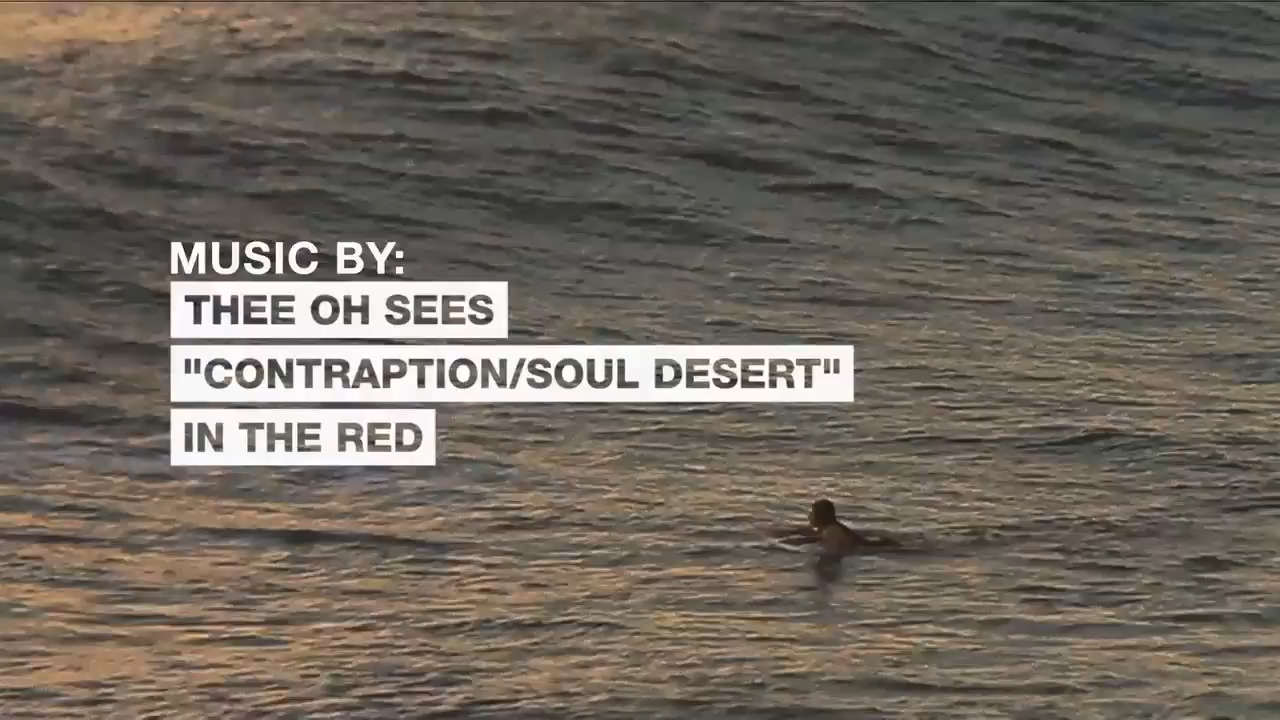 MUSIC BY:
THEE OH SEES
"CONTRAPTION/SOUL DESERT"
IN THE RED